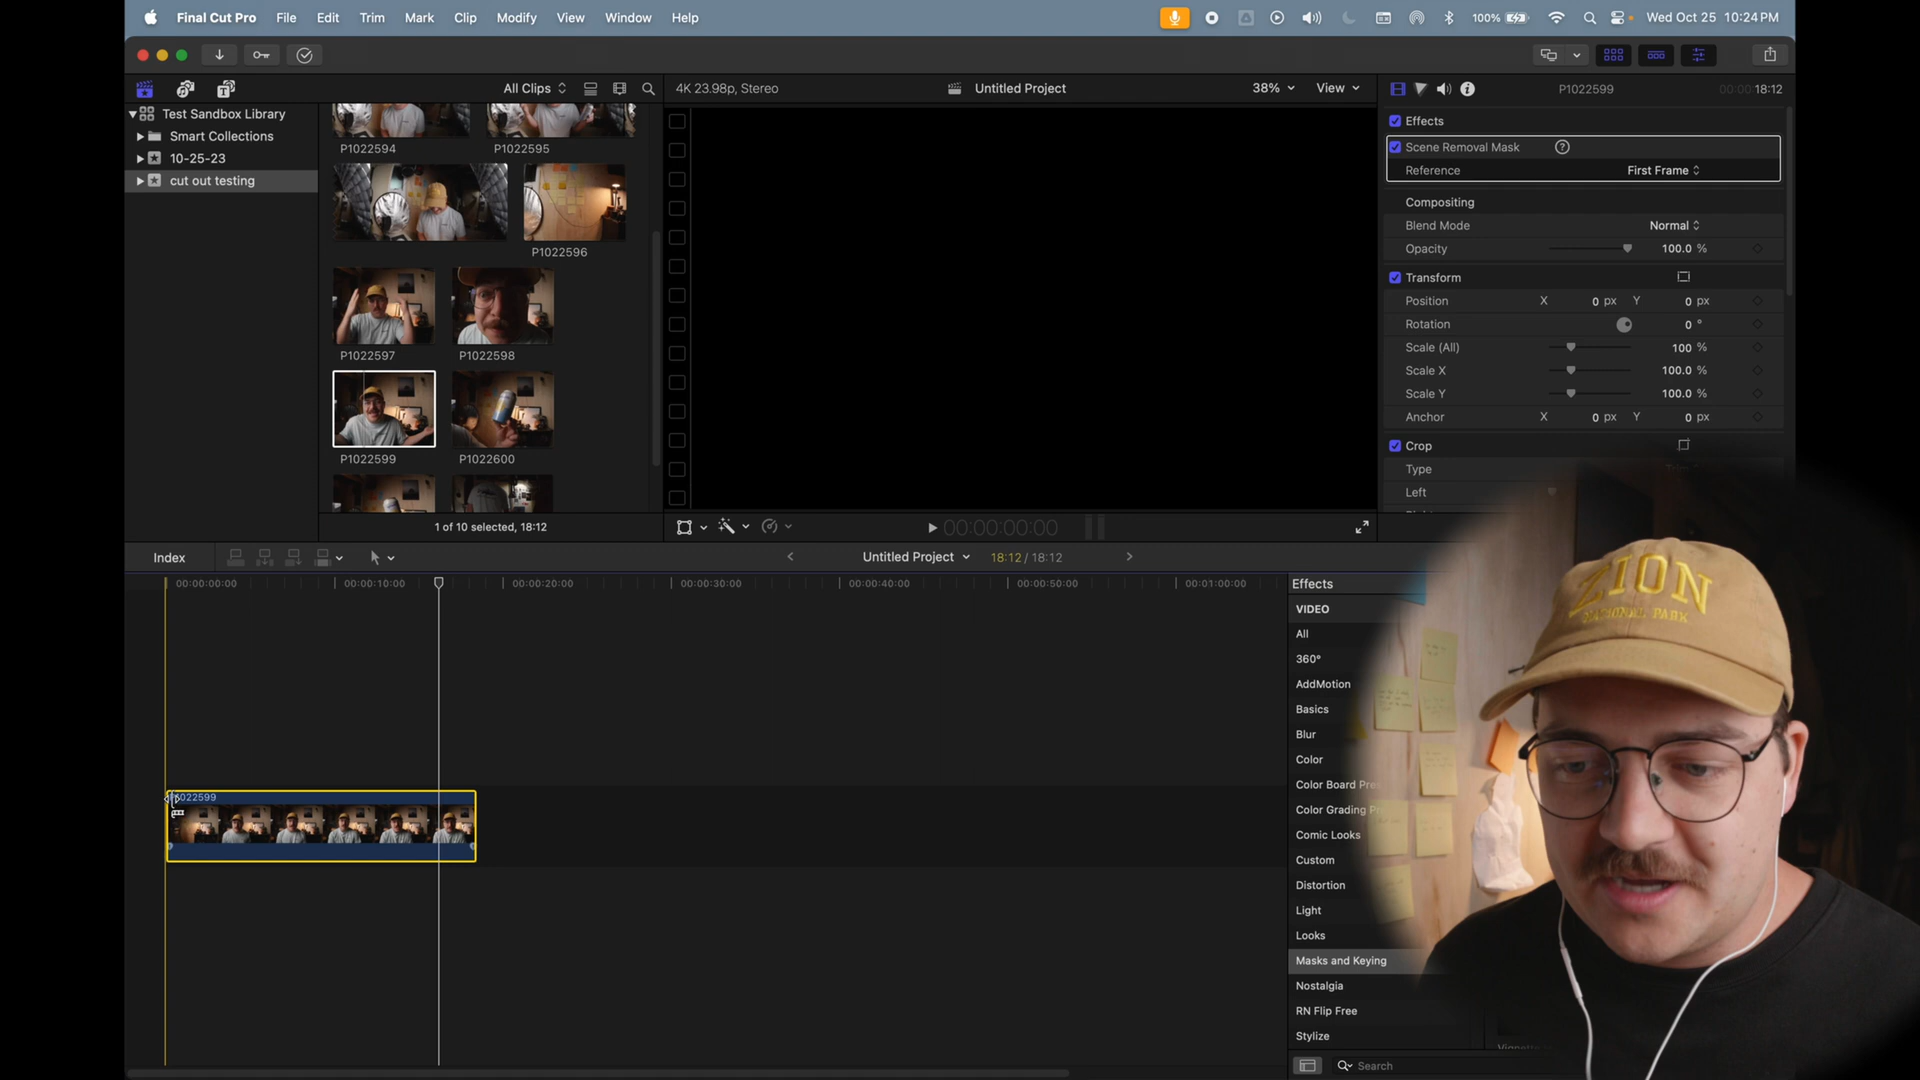 Final Cut Pro File Edit Trim Mark Clip Modify View Window Help 100% Wed Oct 25 10:24 PM
All Clips 4K 23.98p, Stereo Untitled Project 38% View P1022599 00:00:18:12
Test Sandbox Library
Smart Collections
10-25-23
cut out testing
P1022594 P1022595
P1022596
P1022597 P1022598
P1022599 P1022600
1 of 10 selected, 18:12
00:00:00:00
Effects
Scene Removal Mask
Reference First Frame
Compositing
Blend Mode Normal
Opacity 100.0 %
Transform
Position X 0 px Y 0 px
Rotation 0 °
Scale (All) 100 %
Scale X 100.0 %
Scale Y 100.0 %
Anchor X 0 px Y 0 px
Crop
Type Trim
Left
Index Untitled Project 18:12 / 18:12
00:00:00:00 00:00:10:00 00:00:20:00 00:00:30:00 00:00:40:00 00:00:50:00 00:01:00:00
P1022599
Effects
VIDEO
All
360°
AddMotion
Basics
Blur
Color
Color Board
Color Grading
Comic Looks
Custom
Distortion
Light
Looks
Masks and Keying
Nostalgia
RN Flip Free
Stylize
Search
ZION
NATIONAL PARK